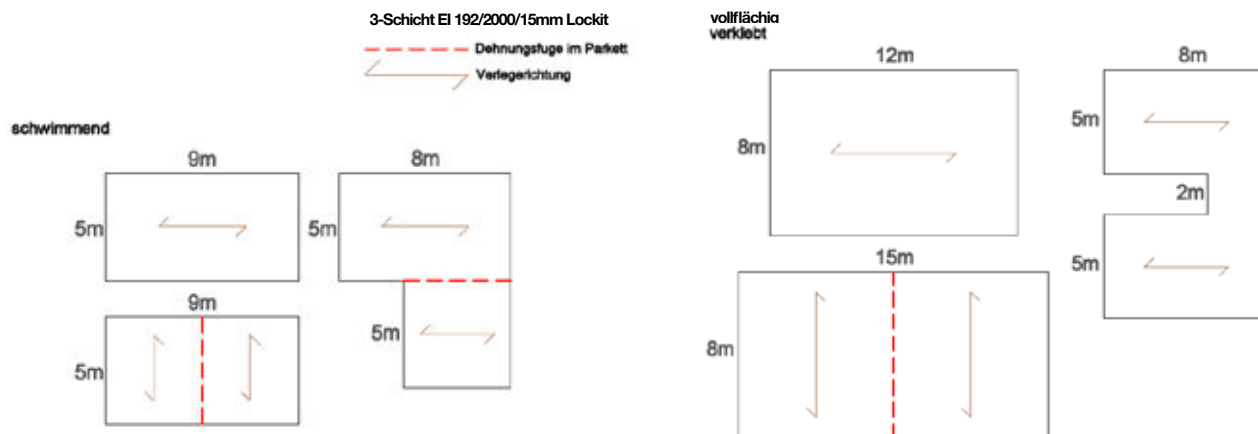 3-Schicht EI 192/2000/15mm Lockit
Dehnungsfuge im Parkett
Verlegerichtung
schwimmend
9m
5m
8m
5m
5m
9m
5m
vollflächig
verklebt
12m
8m
8m
5m
2m
5m
15m
8m